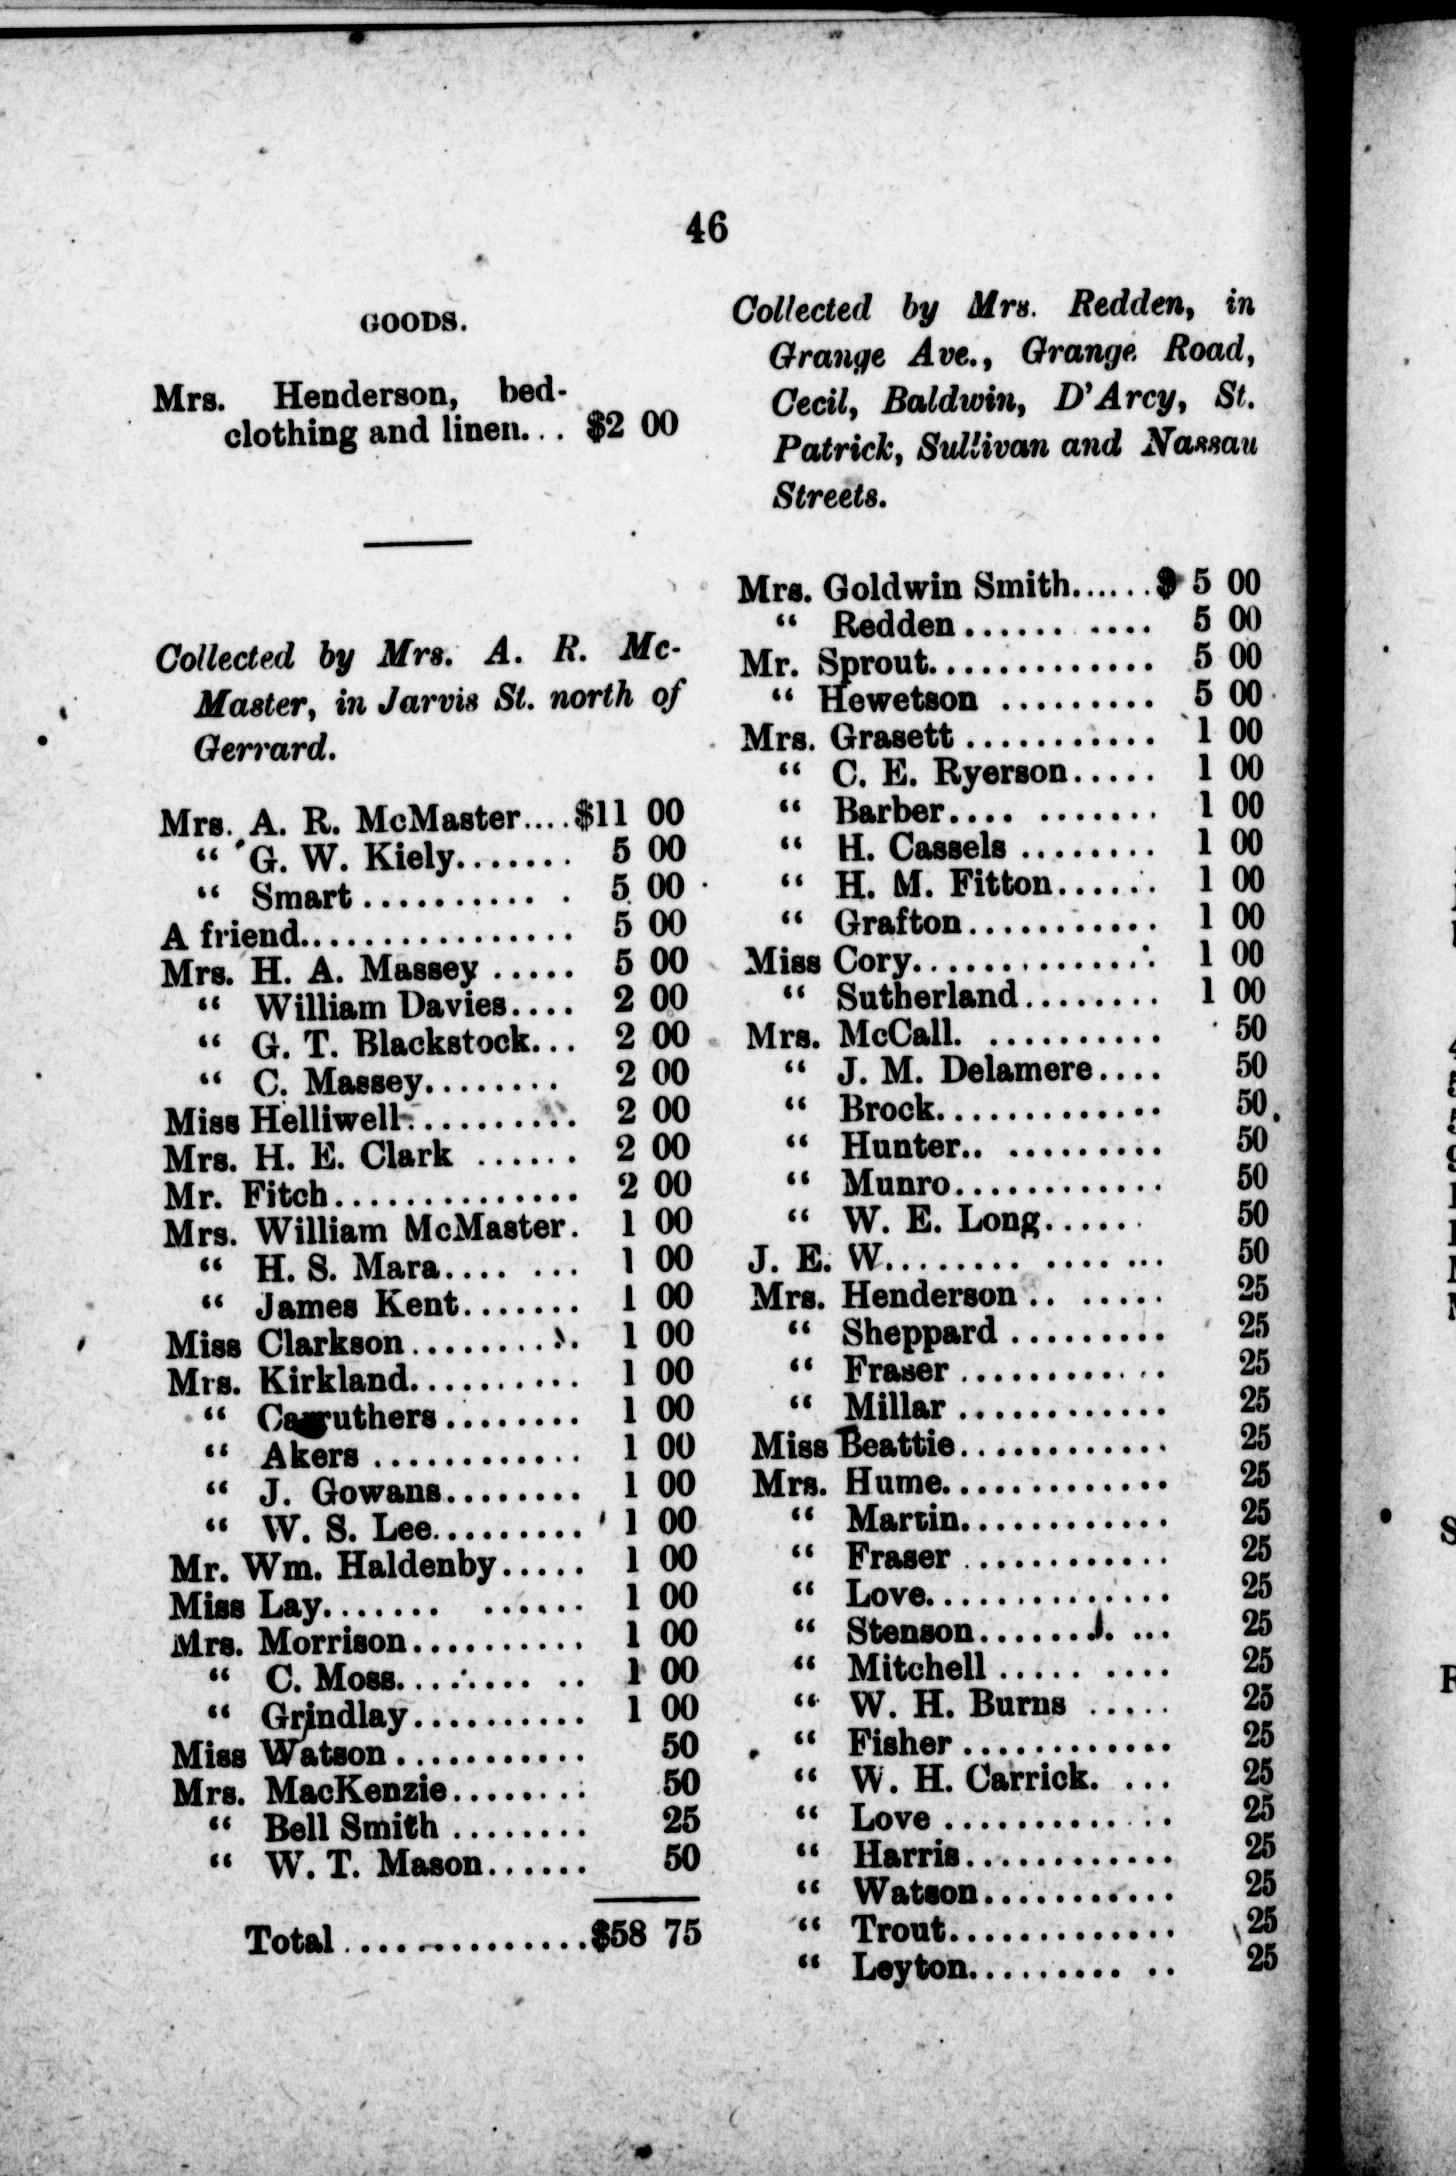 46
GOODS.
Mrs. Henderson, bed-
clothing and linen... $2 00
Collected by Mrs. A. R. Mc-
Master, in Jarvis St. north of
Gerrard.
Mrs. A. R. McMaster....$11 00
“ G. W. Kiely....... 5 00
“ Smart........... 5 00
A friend................ 5 00
Mrs. H. A. Massey ..... 5 00
“ William Davies.... 2 00
“ G. T. Blackstock... 2 00
“ C. Massey........ 2 00
Miss Helliwell.......... 2 00
Mrs. H. E. Clark ...... 2 00
Mr. Fitch.............. 2 00
Mrs. William McMaster. 1 00
“ H. S. Mara.... ... 1 00
“ James Kent....... 1 00
Miss Clarkson.......... 1 00
Mrs. Kirkland.......... 1 00
“ Carruthers........ 1 00
“ Akers ............ 1 00
“ J. Gowans........ 1 00
“ W. S. Lee......... 1 00
Mr. Wm. Haldenby..... 1 00
Miss Lay....... ...... 1 00
Mrs. Morrison.......... 1 00
“ C. Moss........ .. 1 00
“ Grindlay.......... 1 00
Miss Watson........... 50
Mrs. MacKenzie........ 50
“ Bell Smith ........ 25
“ W. T. Mason...... 50
Total..............$58 75
Collected by Mrs. Redden, in
Grange Ave., Grange Road,
Cecil, Baldwin, D'Arcy, St.
Patrick, Sullivan and Nassau
Streets.
Mrs. Goldwin Smith......$ 5 00
“ Redden...... .... 5 00
Mr. Sprout............. 5 00
“ Hewetson ......... 5 00
Mrs. Grasett........... 1 00
“ C. E. Ryerson..... 1 00
“ Barber.... ....... 1 00
“ H. Cassels ........ 1 00
“ H. M. Fitton...... 1 00
“ Grafton........... 1 00
Miss Cory.............. 1 00
“ Sutherland........ 1 00
Mrs. McCall. .......... 50
“ J. M. Delamere.... 50
“ Brock............. 50
“ Hunter.. ......... 50
“ Munro............ 50
“ W. E. Long...... 50
J. E. W........ .... ... 50
Mrs. Henderson.. ...... 25
“ Sheppard ......... 25
“ Fraser............ 25
“ Millar ............ 25
Miss Beattie............ 25
Mrs. Hume............. 25
“ Martin............ 25
“ Fraser............ 25
“ Love.............. 25
“ Stenson........ ... 25
“ Mitchell ..... .... 25
“ W. H. Burns ..... 25
“ Fisher............ 25
“ W. H. Carrick. ... 25
“ Love............. 25
“ Harris............ 25
“ Watson........... 25
“ Trout............. 25
“ Leyton.......... .. 25